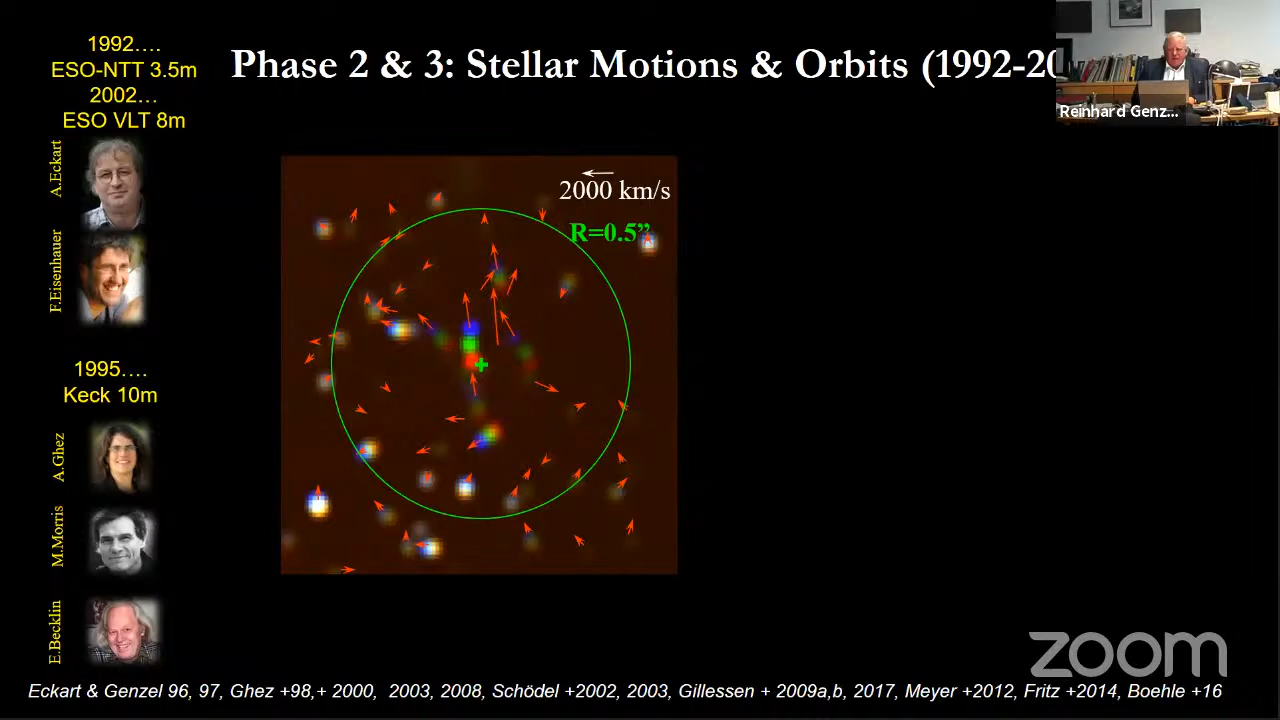 1992….
ESO-NTT 3.5m
2002…
ESO VLT 8m
Phase 2 & 3: Stellar Motions & Orbits (1992-20
Reinhard Genz...
A.Eckart
F.Eisenhauer
2000 km/s
R=0.5”
1995….
Keck 10m
A.Ghez
M.Morris
E.Becklin
zoom
Eckart & Genzel 96, 97, Ghez +98,+ 2000,  2003, 2008, Schödel +2002, 2003, Gillessen + 2009a,b, 2017, Meyer +2012, Fritz +2014, Boehle +16